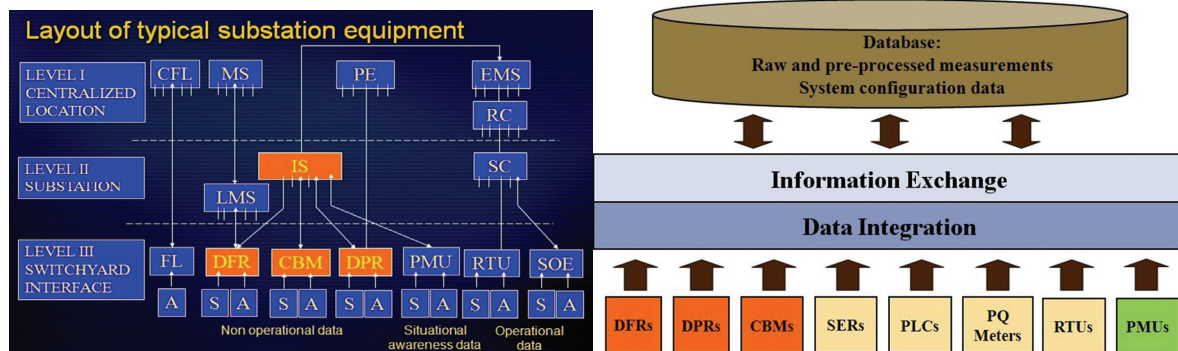 Layout of typical substation equipment
LEVEL I
CENTRALIZED
LOCATION
CFL
MS
PE
EMS
RC
LEVEL II
SUBSTATION
IS
SC
LMS
LEVEL III
SWITCHYARD
INTERFACE
FL
DFR
CBM
DPR
PMU
RTU
SOE
A
S A
S A
S A
S A
S A
S A
Non operational data
Situational
awareness data
Operational
data
Database:
Raw and pre-processed measurements
System configuration data
Information Exchange
Data Integration
DFRs
DPRs
CBMs
SERs
PLCs
PQ
Meters
RTUs
PMUs